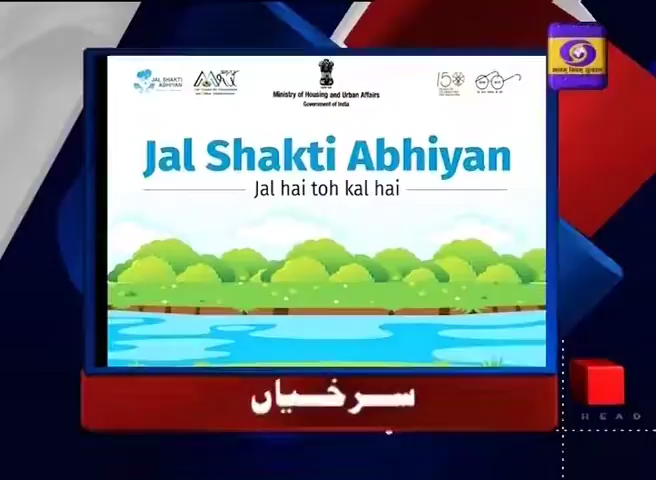 JAL SHAKTI
ABHIYAN
Ministry of Housing and Urban Affairs
Government of India
150
Jal Shakti Abhiyan
Jal hai toh kal hai
سرخیاں
HEAD